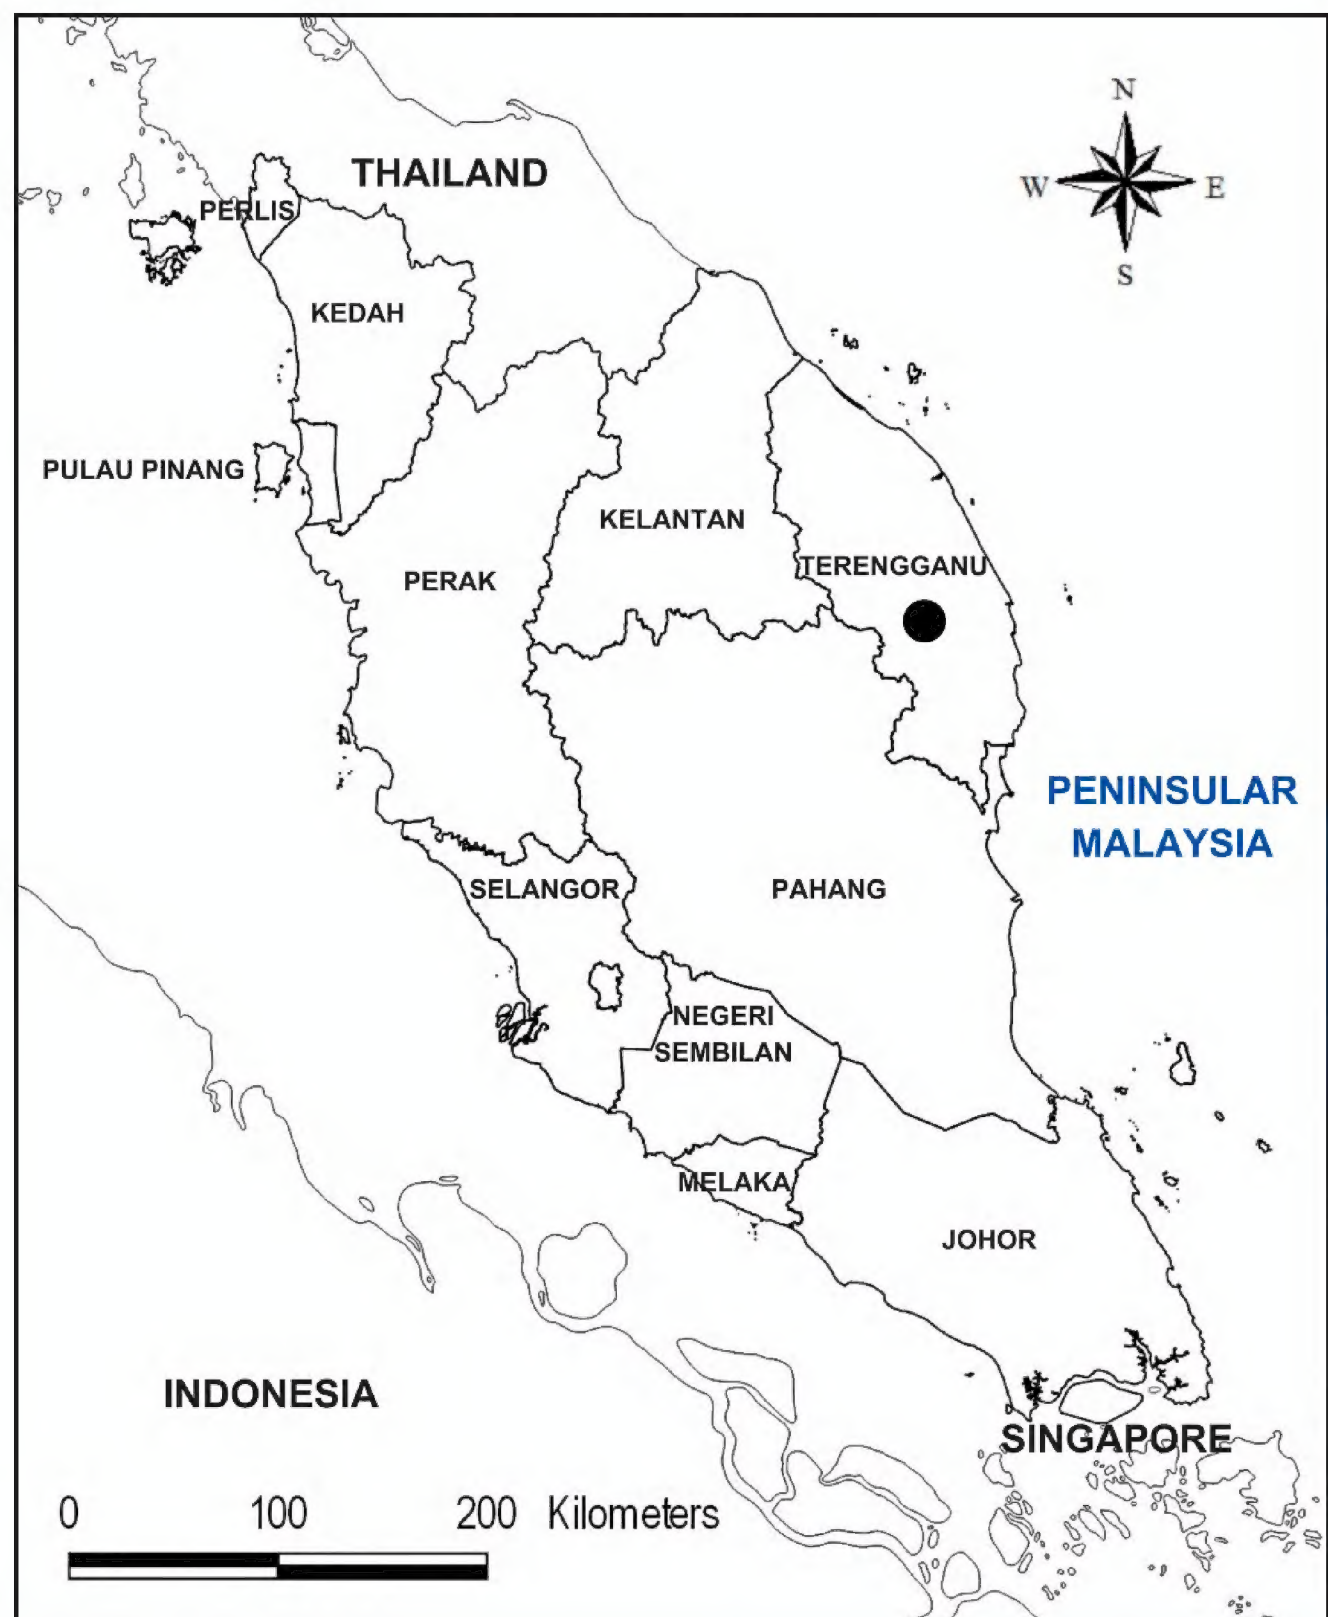 N
W
E
S
THAILAND
PERLIS
KEDAH
PULAU PINANG
KELANTAN
TERENGGANU
PERAK
PENINSULAR
MALAYSIA
SELANGOR
PAHANG
NEGERI
SEMBILAN
MELAKA
JOHOR
INDONESIA
SINGAPORE
0 100 200 Kilometers